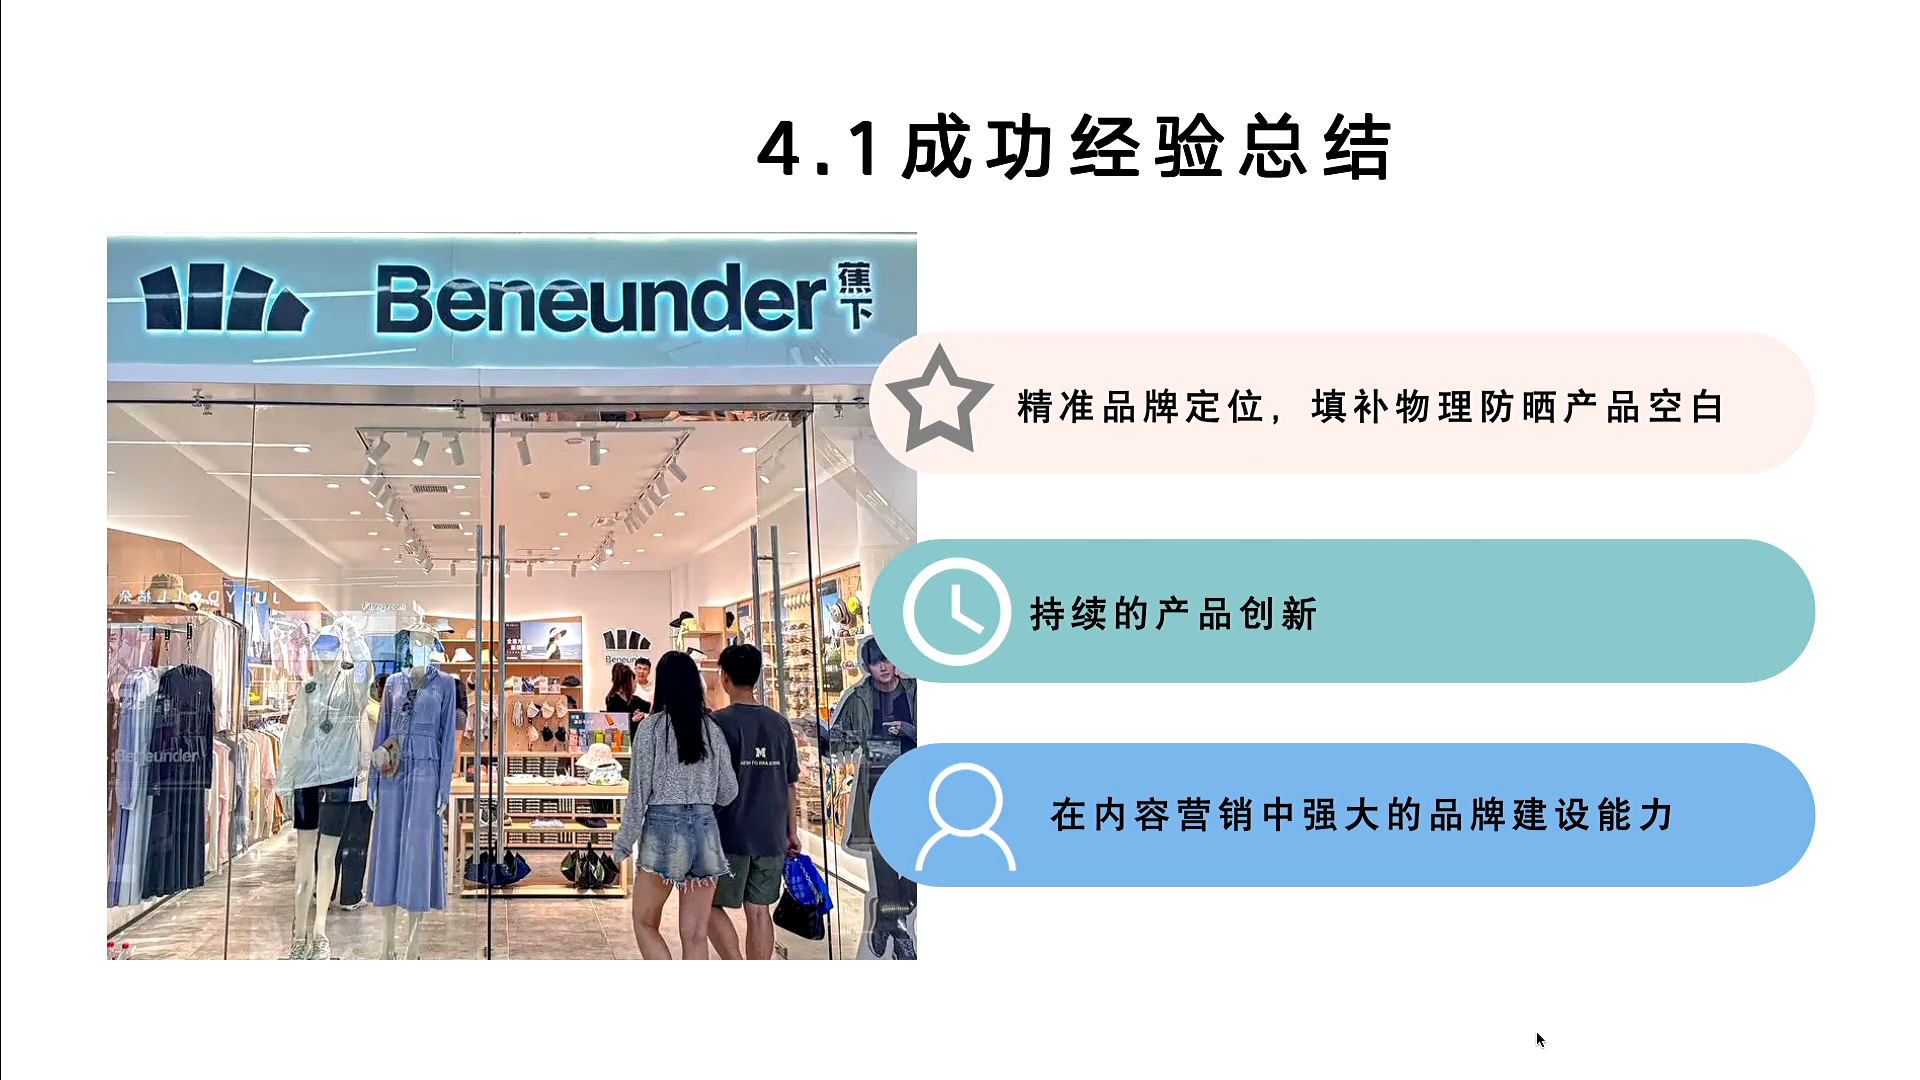 4.1成功经验总结
Beneunder 蕉下
精准品牌定位，填补物理防晒产品空白
持续的产品创新
在内容营销中强大的品牌建设能力
Beneunder
M